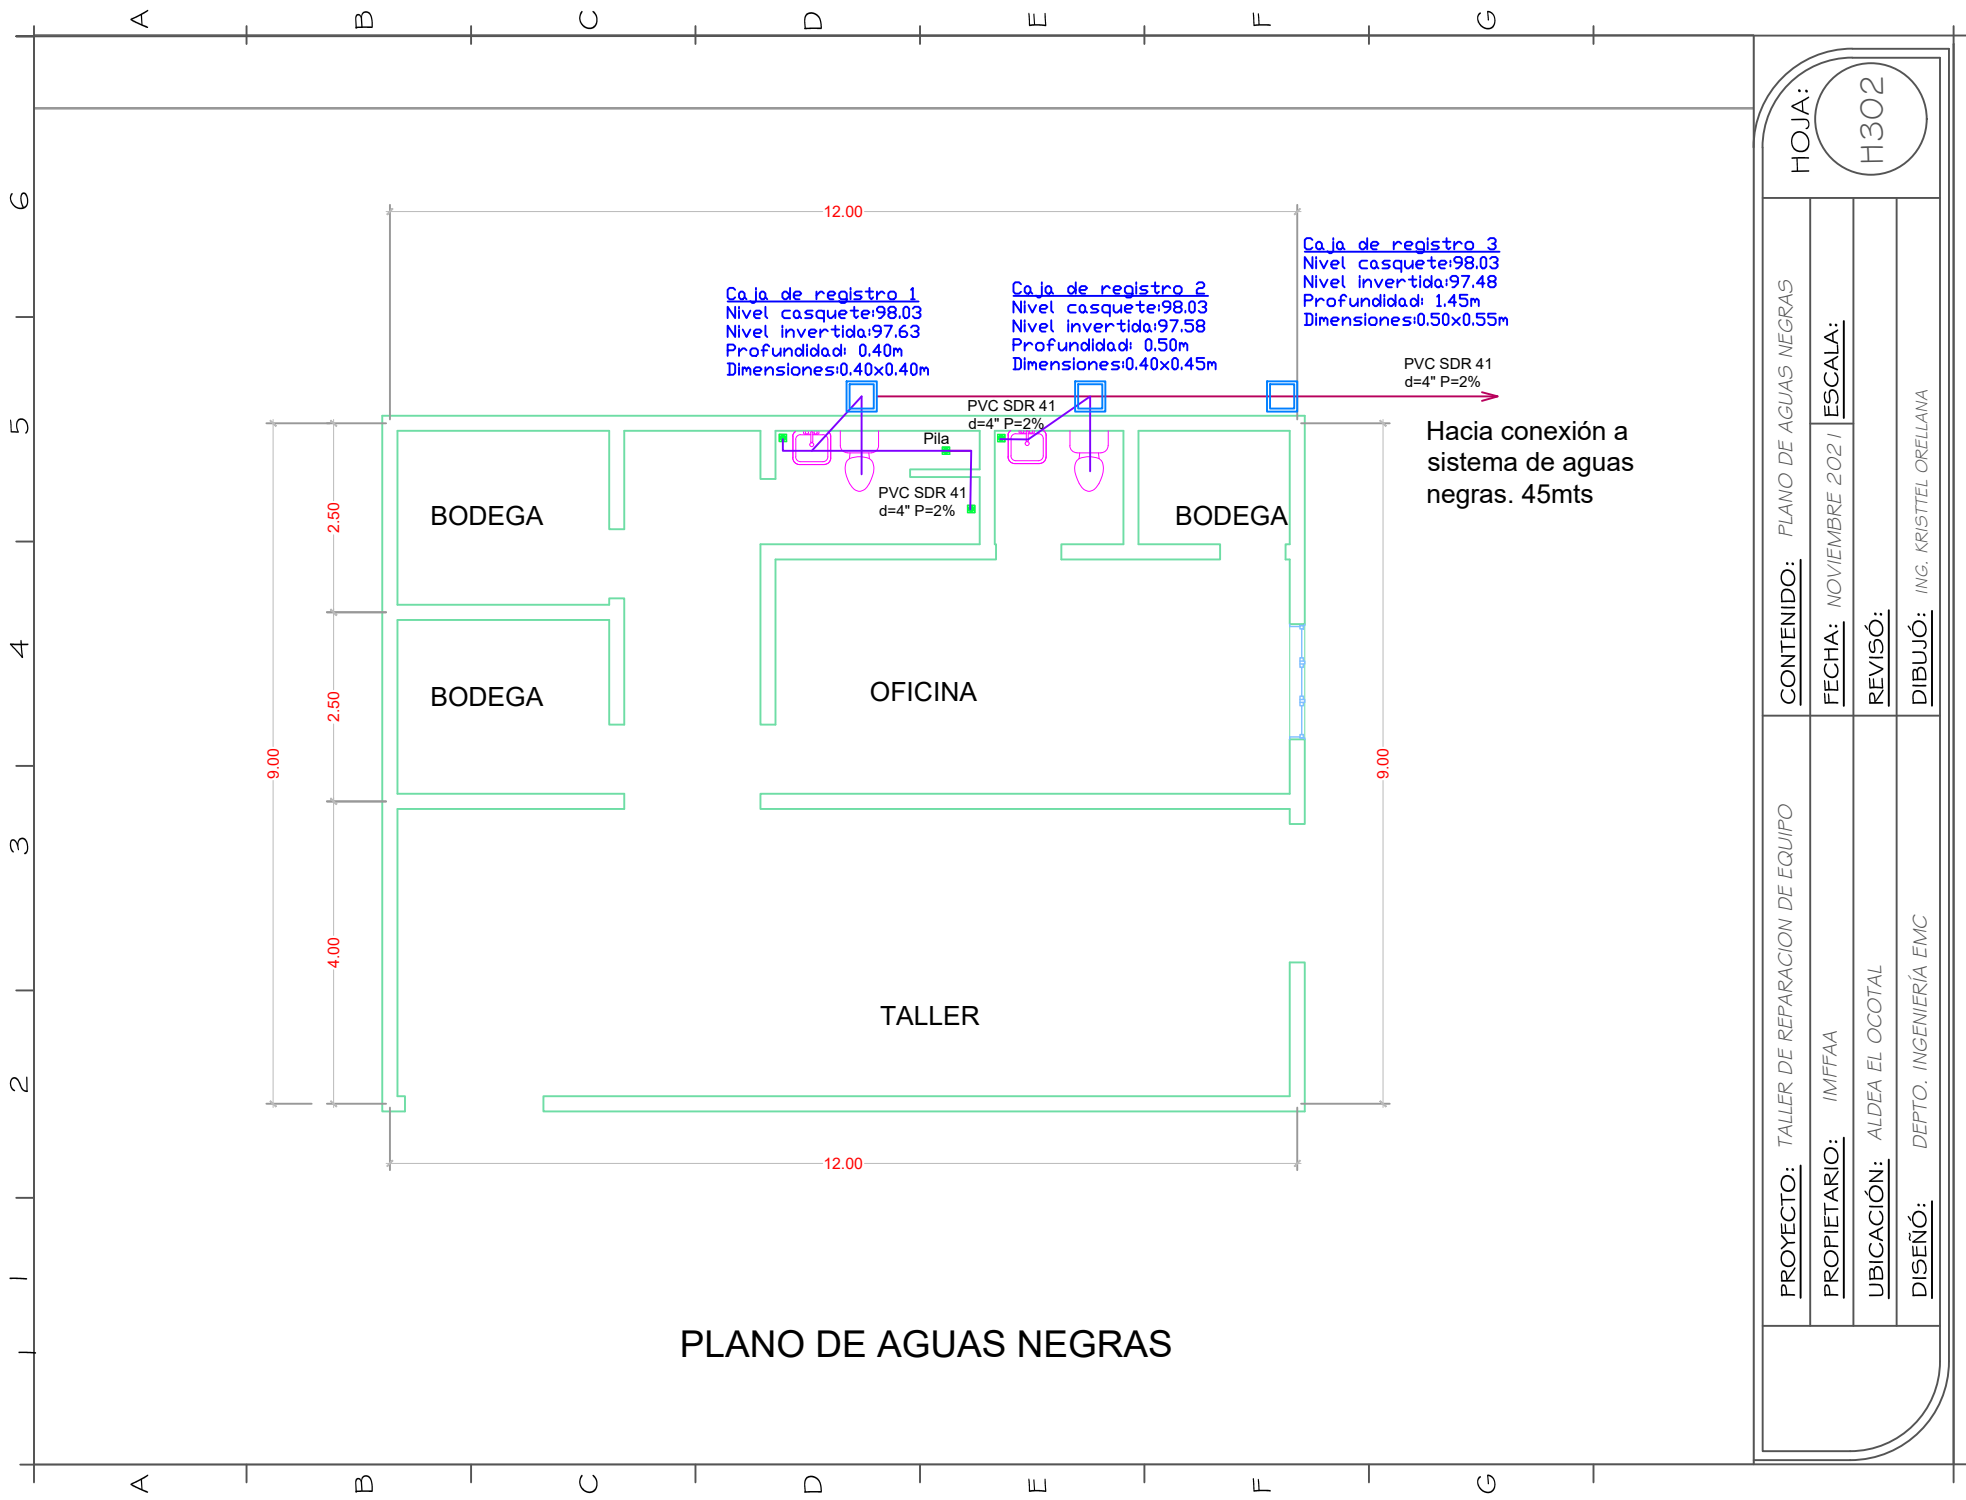 A B C D E F G
6
5
4
3
2
1
12.00
Caja de registro 1
Nivel casquete:98.03
Nivel invertida:97.63
Profundidad: 0.40m
Dimensiones:0.40x0.40m
Caja de registro 2
Nivel casquete:98.03
Nivel invertida:97.58
Profundidad: 0.50m
Dimensiones:0.40x0.45m
Caja de registro 3
Nivel casquete:98.03
Nivel invertida:97.48
Profundidad: 1.45m
Dimensiones:0.50x0.55m
PVC SDR 41
d=4" P=2%
PVC SDR 41
d=4" P=2%
Pila
PVC SDR 41
d=4" P=2%
Hacia conexión a
sistema de aguas
negras. 45mts
BODEGA
BODEGA
BODEGA
OFICINA
TALLER
2.50
2.50
4.00
9.00
9.00
12.00
PLANO DE AGUAS NEGRAS
A B C D E F G
HOJA:
H302
CONTENIDO: PLANO DE AGUAS NEGRAS
FECHA: NOVIEMBRE 2021
ESCALA:
REVISÓ:
DIBUJÓ: ING. KRISTTEL ORELLANA
PROYECTO: TALLER DE REPARACION DE EQUIPO
PROPIETARIO: IMFFAA
UBICACIÓN: ALDEA EL OCOTAL
DISEÑO: DEPTO. INGENIERÍA EMC